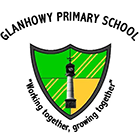 GLANHOWY PRIMARY SCHOOL
"Working together, growing together"